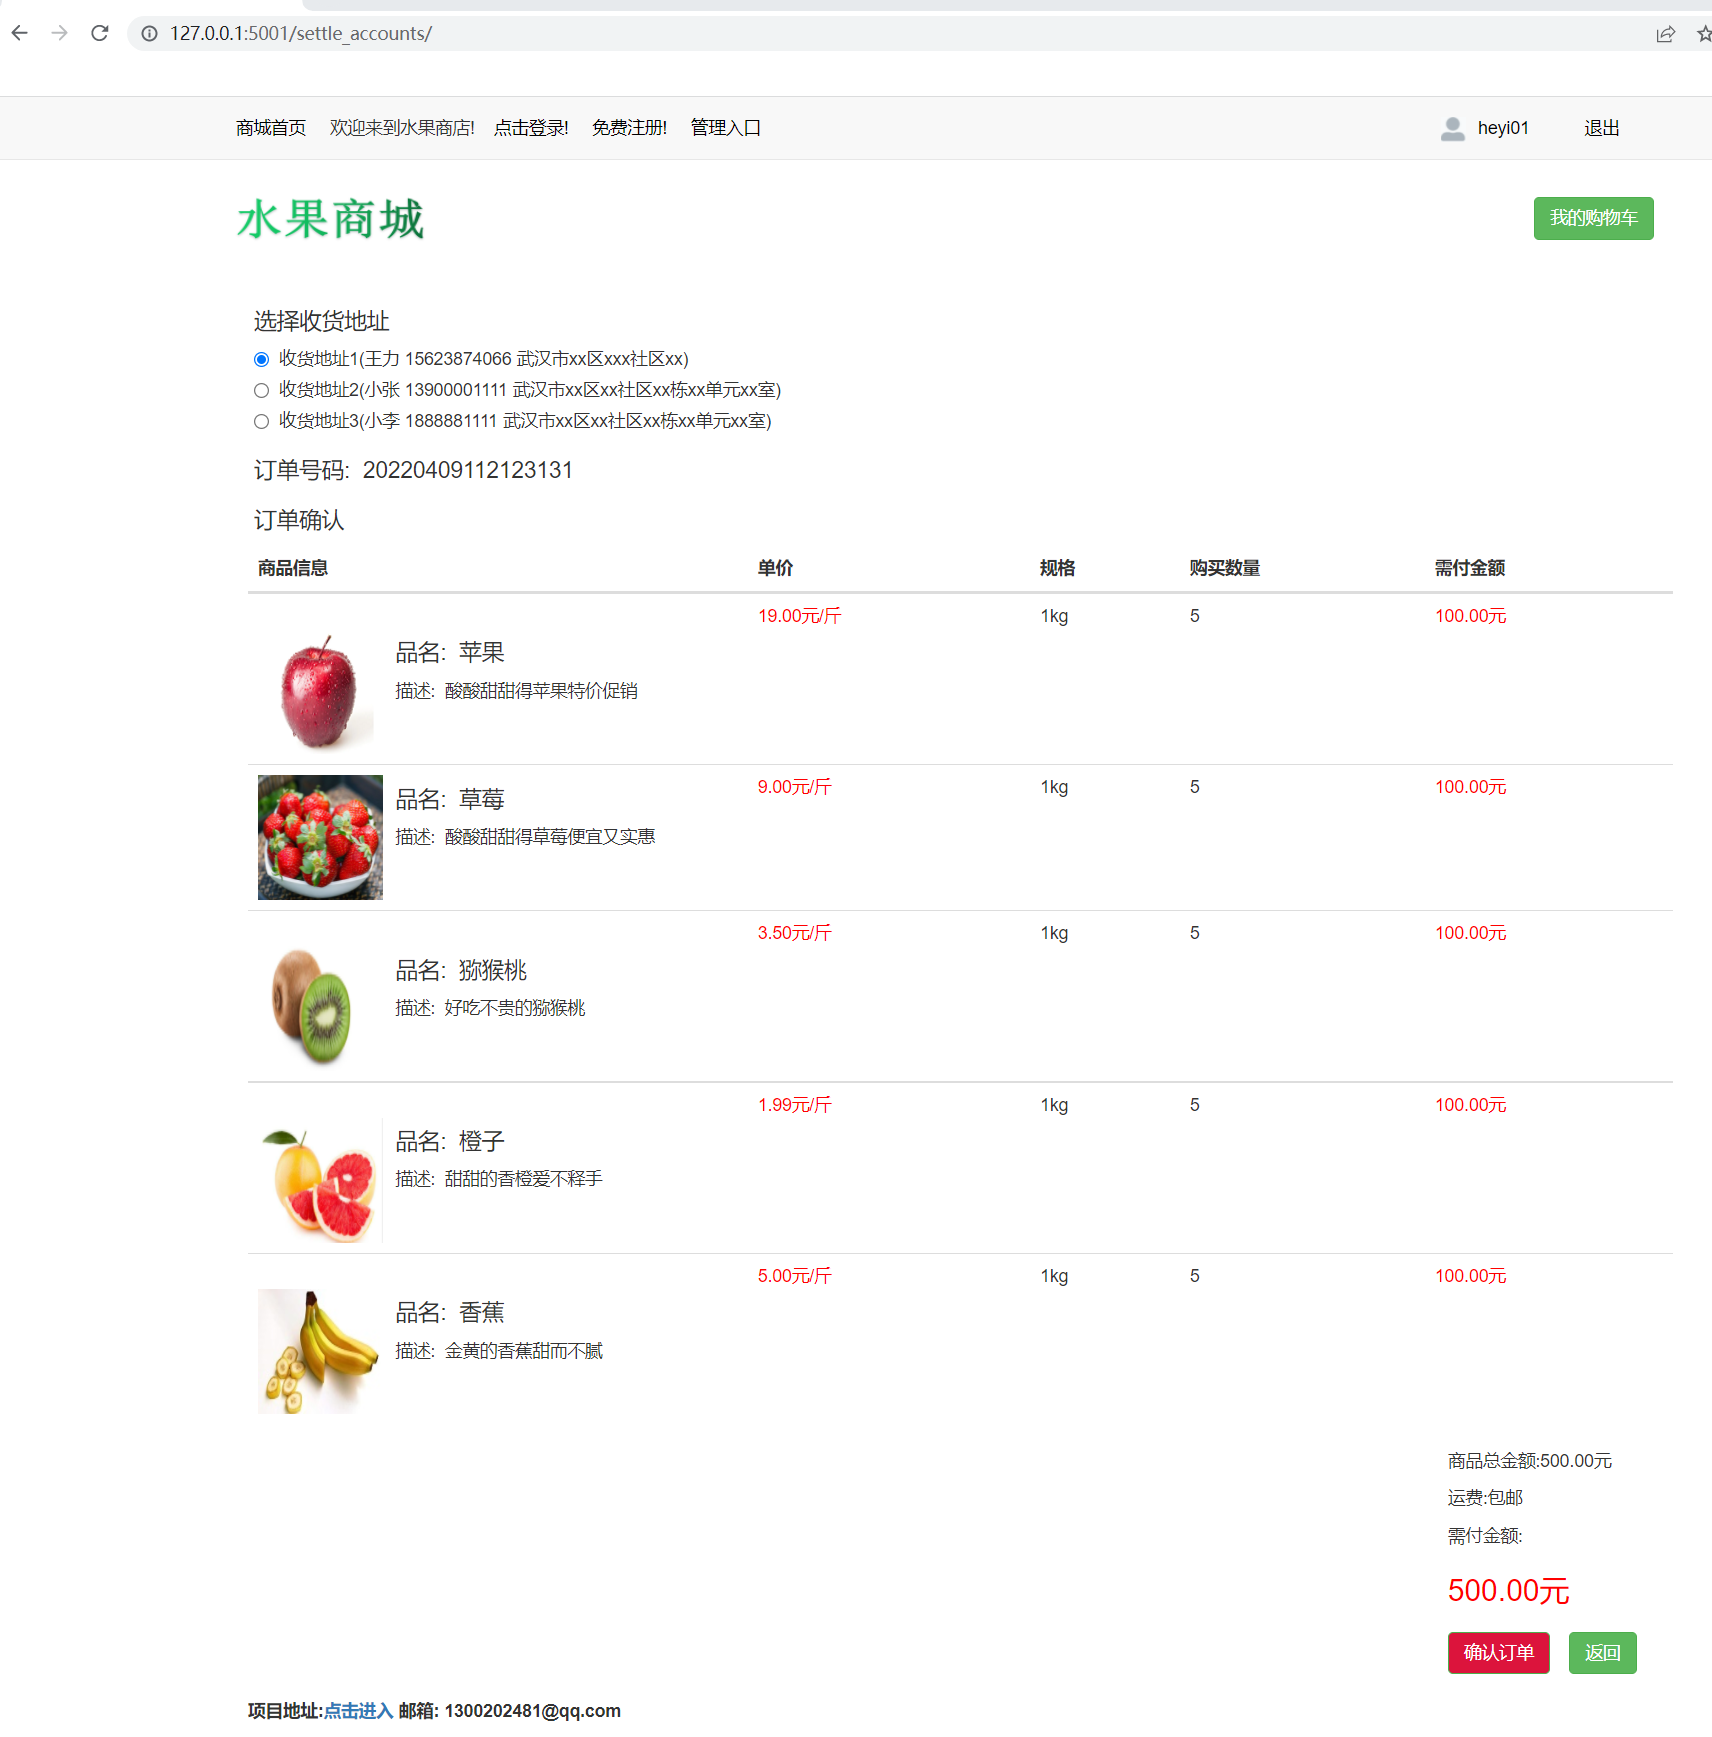 127.0.0.1:5001/settle_accounts/
商城首页 欢迎来到水果商店! 点击登录! 免费注册! 管理入口 heyi01 退出
水果商城 我的购物车
选择收货地址
收货地址1(王力 15623874066 武汉市xx区xxx社区xx)
收货地址2(小张 13900001111 武汉市xx区xx社区xx栋xx单元xx室)
收货地址3(小李 1888881111 武汉市xx区xx社区xx栋xx单元xx室)
订单号码: 20220409112123131
订单确认
商品信息 单价 规格 购买数量 需付金额
19.00元/斤 1kg 5 100.00元
品名: 苹果
描述: 酸酸甜甜得苹果特价促销
9.00元/斤 1kg 5 100.00元
品名: 草莓
描述: 酸酸甜甜得草莓便宜又实惠
3.50元/斤 1kg 5 100.00元
品名: 猕猴桃
描述: 好吃不贵的猕猴桃
1.99元/斤 1kg 5 100.00元
品名: 橙子
描述: 甜甜的香橙爱不释手
5.00元/斤 1kg 5 100.00元
品名: 香蕉
描述: 金黄的香蕉甜而不腻
商品总金额:500.00元
运费:包邮
需付金额:
500.00元
确认订单 返回
项目地址:点击进入 邮箱: 1300202481@qq.com